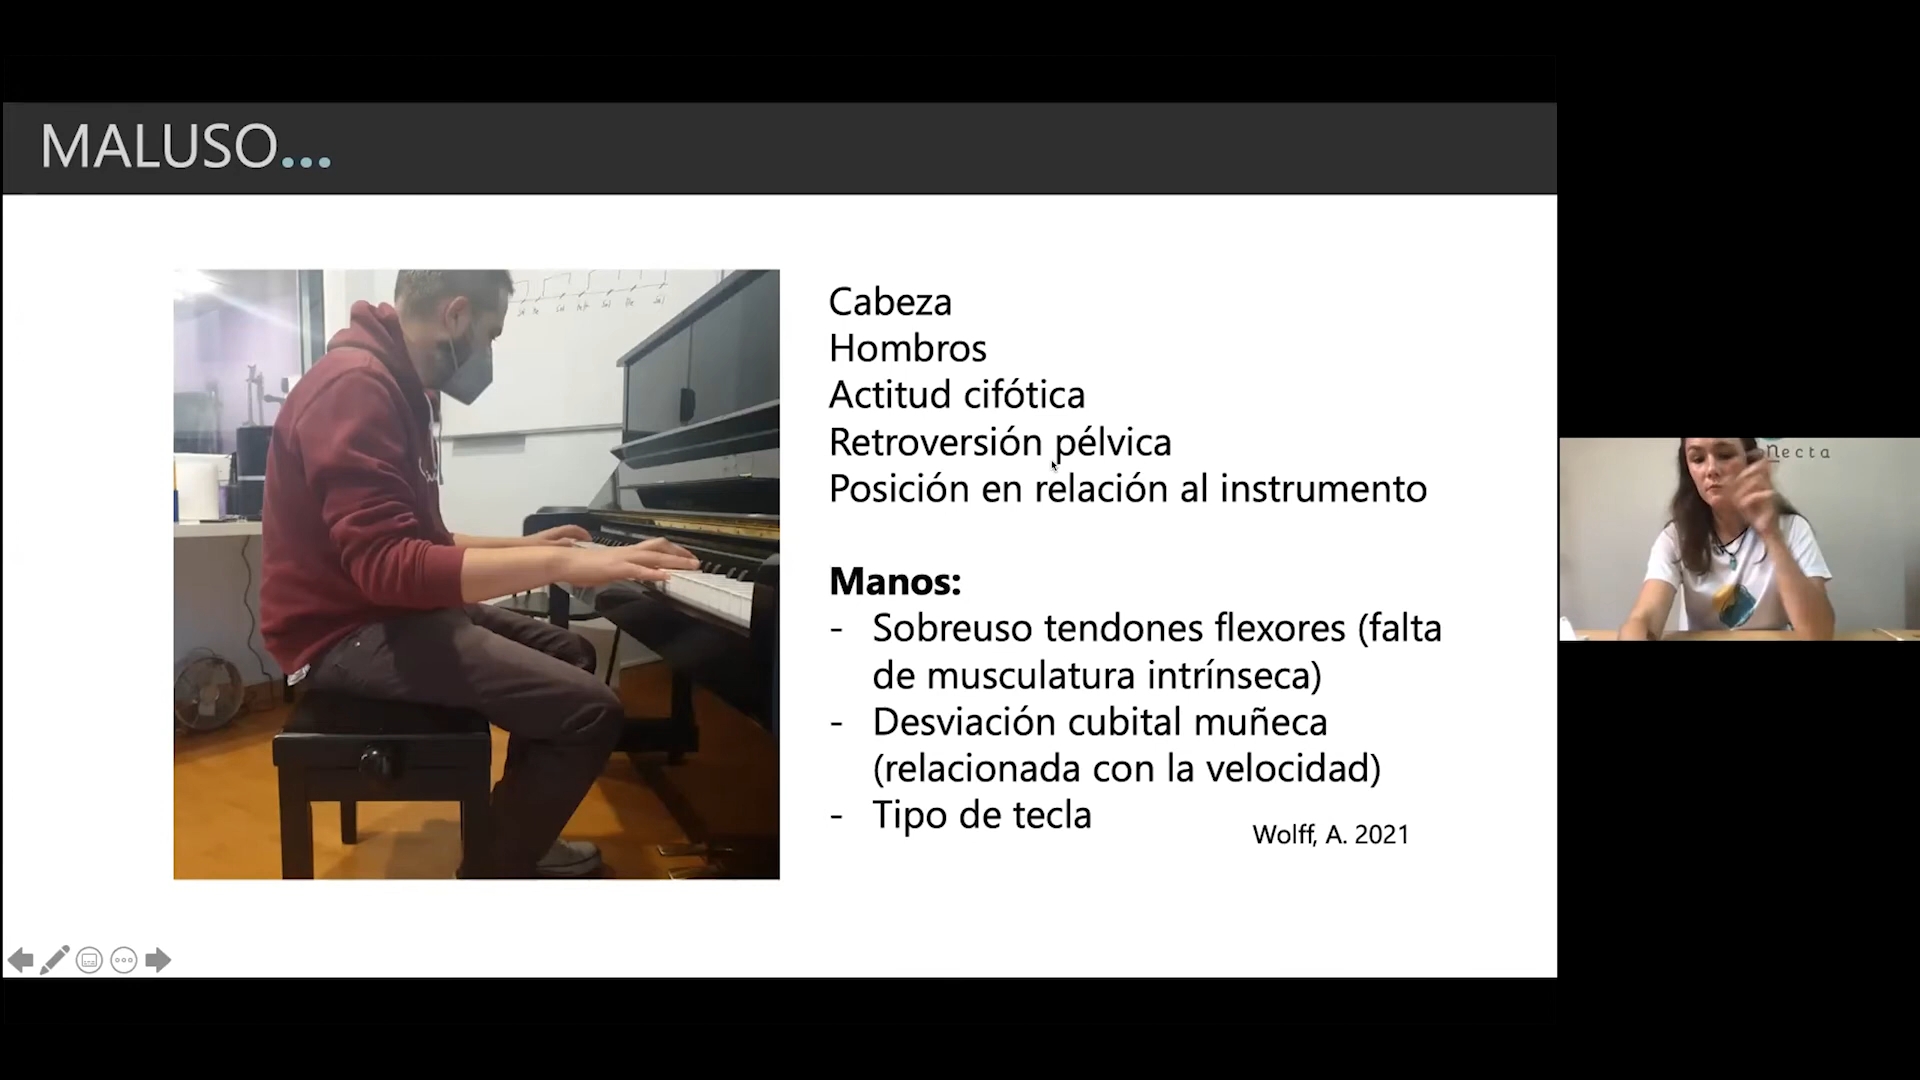 MALUSO...
Cabeza
Hombros
Actitud cifótica
Retroversión pélvica
Posición en relación al instrumento
Manos:
- Sobreuso tendones flexores (falta
de musculatura intrínseca)
- Desviación cubital muñeca
(relacionada con la velocidad)
- Tipo de tecla
Wolff, A. 2021
necta